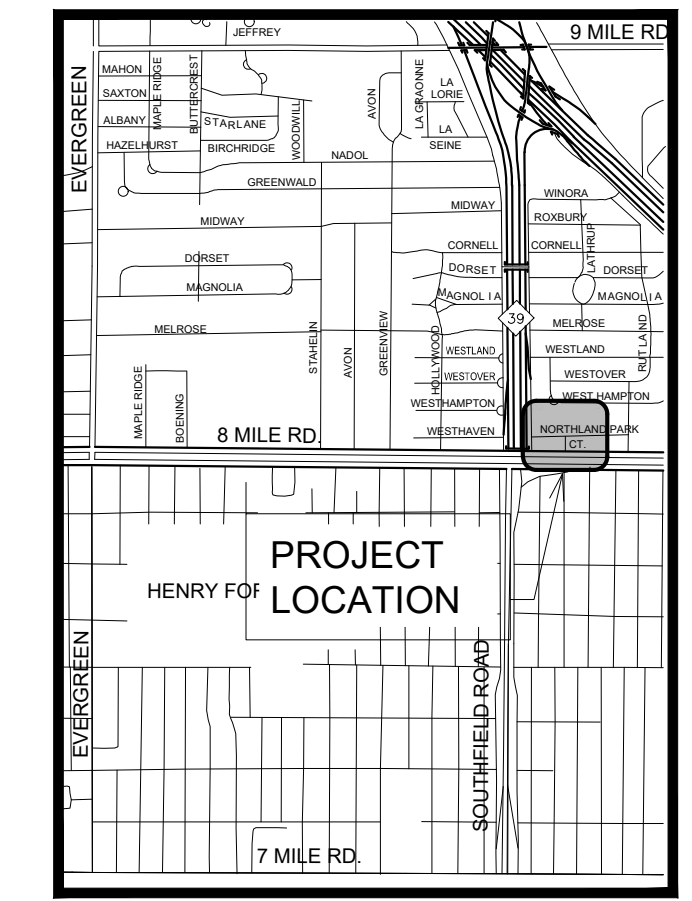 JEFFREY
9 MILE RD
EVERGREEN
MAHON
SAXTON
ALBANY
HAZELHURST
MAPLE RIDGE
BUTTERCREST
STARLANE
BIRCHRIDGE
WOODWILL
NADOL
AVON
LA GRAONNE
LA
LORIE
LA
SEINE
GREENWALD
MIDWAY
MIDWAY
WINORA
ROXBURY
LATHRUP
CORNELL
CORNELL
DORSET
DORSET
DORSET
MAGNOLIA
MAGNOLIA
MAGNOLIA
39
MELROSE
MELROSE
STAHELIN
AVON
GREENVIEW
HOLLYWOOD
RUTLAND
WESTLAND
WESTLAND
WESTOVER
WESTOVER
WESTHAMPTON
WEST HAMPTON
MAPLE RIDGE
BOENING
8 MILE RD.
WESTHAVEN
NORTHLAND PARK
CT.
PROJECT
LOCATION
HENRY FOR
EVERGREEN
SOUTHFIELD ROAD
7 MILE RD.